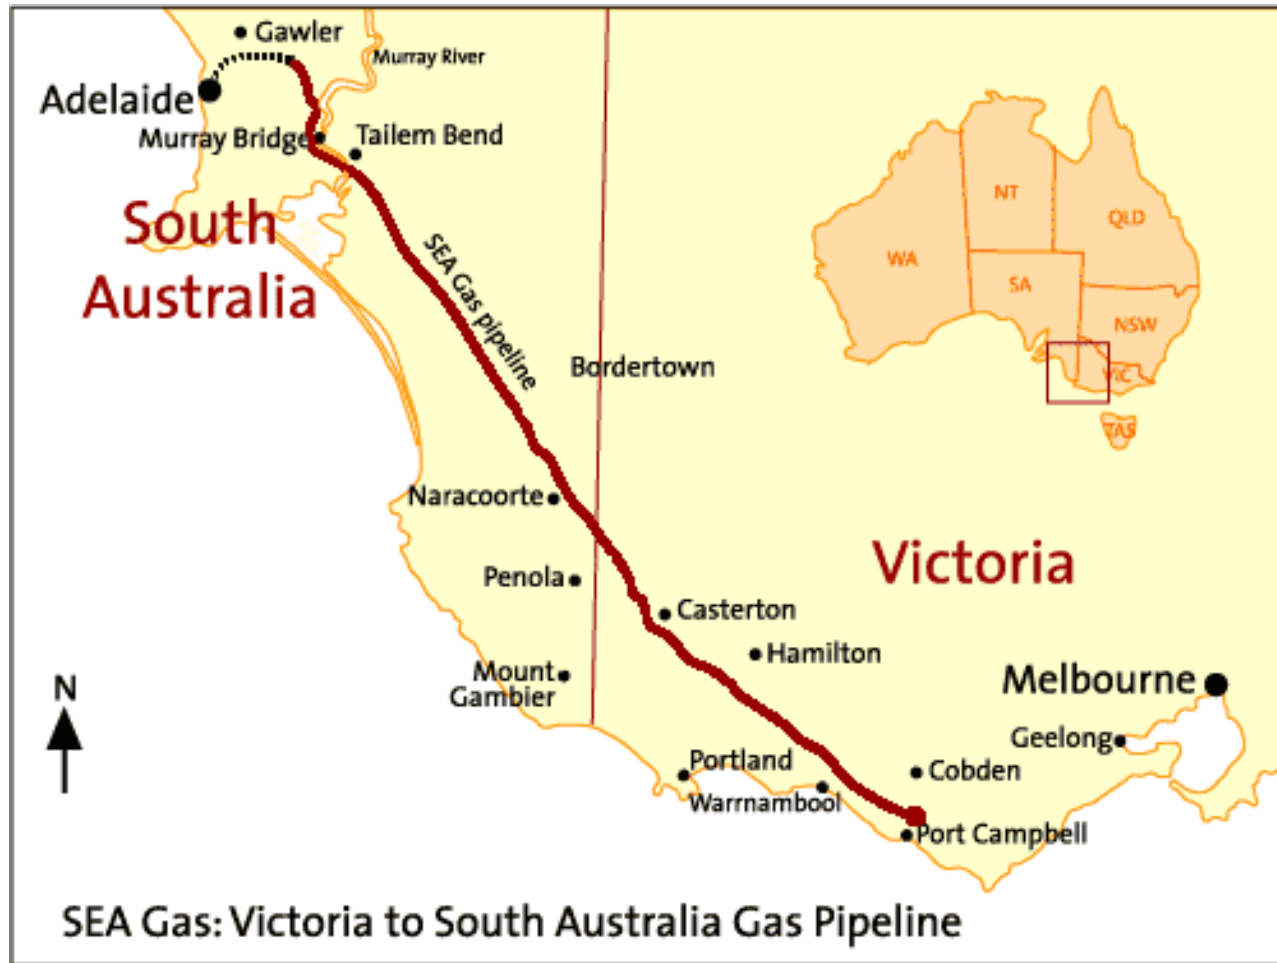 Gawler
Murray River
Adelaide
Murray Bridge
Tailem Bend
South
Australia
SEA Gas pipeline
Bordertown
NT
QLD
WA
SA
NSW
VIC
TAS
Naracoorte
Victoria
Penola
Casterton
Hamilton
Mount
Gambier
Melbourne
N
Geelong
Portland
Cobden
Warrnambool
Port Campbell
SEA Gas: Victoria to South Australia Gas Pipeline